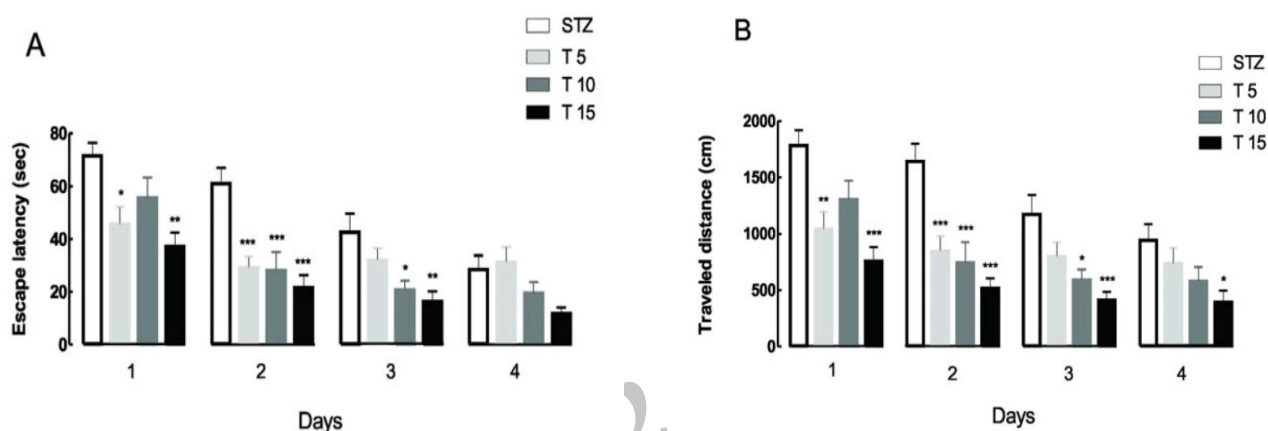 A
STZ
T 5
T 10
T 15
Escape latency (sec)
80
60
40
20
0
*
**
***
***
***
*
**
1
2
3
4
Days
B
STZ
T 5
T 10
T 15
Traveled distance (cm)
2000
1500
1000
500
0
**
***
***
***
***
*
***
*
1
2
3
4
Days